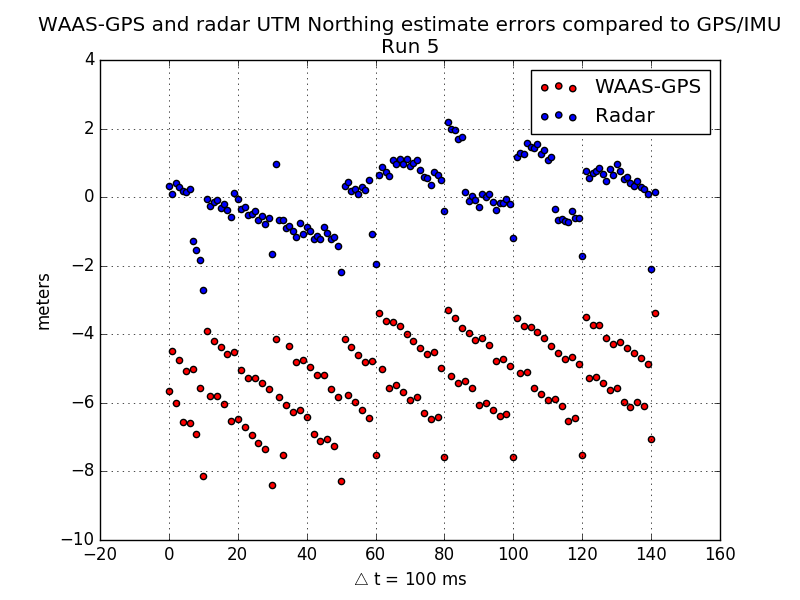 WAAS-GPS and radar UTM Northing estimate errors compared to GPS/IMU
Run 5
4
2
0
−2
−4
−6
−8
−10
meters
WAAS-GPS
Radar
−20 0 20 40 60 80 100 120 140 160
△ t = 100 ms